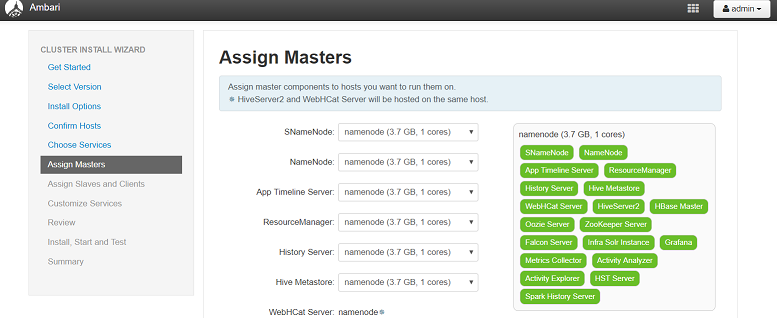 Ambari
admin
CLUSTER INSTALL WIZARD
Get Started
Select Version
Install Options
Confirm Hosts
Choose Services
Assign Masters
Assign Slaves and Clients
Customize Services
Review
Install, Start and Test
Summary
Assign Masters
Assign master components to hosts you want to run them on.
* HiveServer2 and WebHCat Server will be hosted on the same host.
SNameNode: namenode (3.7 GB, 1 cores)
NameNode: namenode (3.7 GB, 1 cores)
App Timeline Server: namenode (3.7 GB, 1 cores)
ResourceManager: namenode (3.7 GB, 1 cores)
History Server: namenode (3.7 GB, 1 cores)
Hive Metastore: namenode (3.7 GB, 1 cores)
WebHCat Server: namenode*
namenode (3.7 GB, 1 cores)
SNameNode NameNode
App Timeline Server ResourceManager
History Server Hive Metastore
WebHCat Server HiveServer2 HBase Master
Oozie Server ZooKeeper Server
Falcon Server Infra Solr Instance Grafana
Metrics Collector Activity Analyzer
Activity Explorer HST Server
Spark History Server